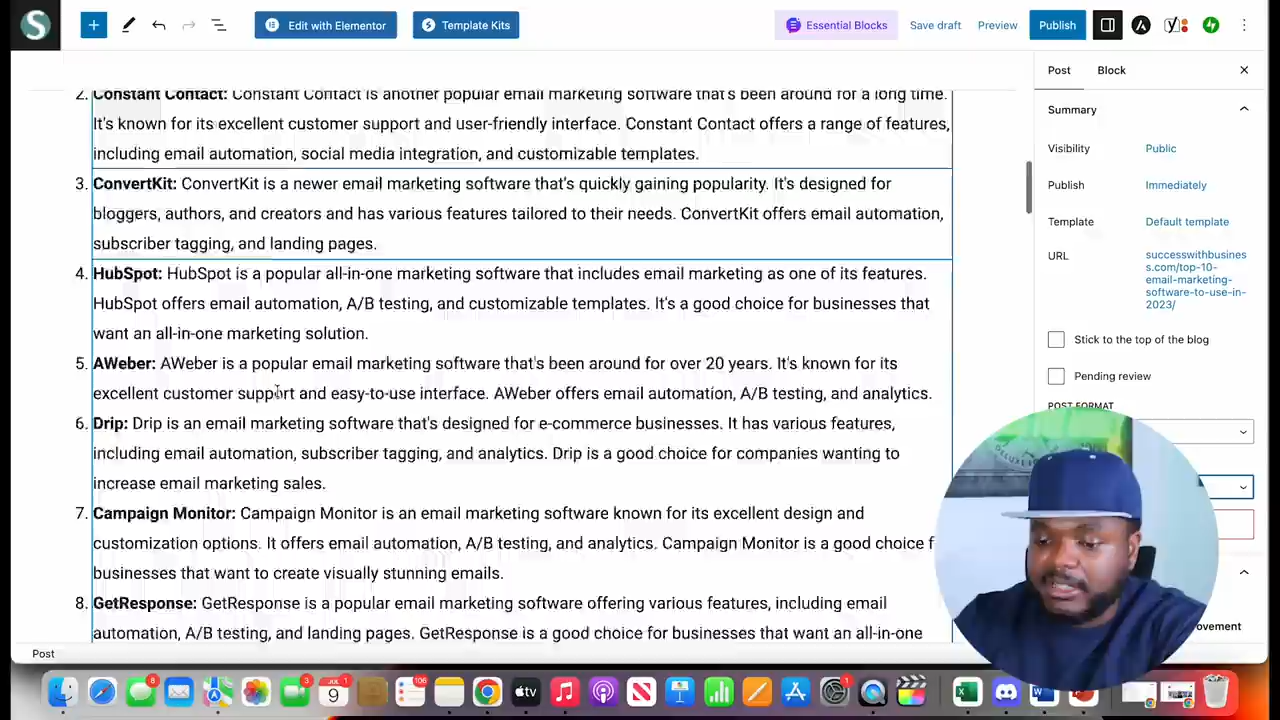 Edit with Elementor
Template Kits
Essential Blocks
Save draft
Preview
Publish
Post
Block
2. Constant Contact: Constant Contact is another popular email marketing software that's been around for a long time.
It's known for its excellent customer support and user-friendly interface. Constant Contact offers a range of features,
including email automation, social media integration, and customizable templates.
3. ConvertKit: ConvertKit is a newer email marketing software that's quickly gaining popularity. It's designed for
bloggers, authors, and creators and has various features tailored to their needs. ConvertKit offers email automation,
subscriber tagging, and landing pages.
4. HubSpot: HubSpot is a popular all-in-one marketing software that includes email marketing as one of its features.
HubSpot offers email automation, A/B testing, and customizable templates. It's a good choice for businesses that
want an all-in-one marketing solution.
5. AWeber: AWeber is a popular email marketing software that's been around for over 20 years. It's known for its
excellent customer support and easy-to-use interface. AWeber offers email automation, A/B testing, and analytics.
6. Drip: Drip is an email marketing software that's designed for e-commerce businesses. It has various features,
including email automation, subscriber tagging, and analytics. Drip is a good choice for companies wanting to
increase email marketing sales.
7. Campaign Monitor: Campaign Monitor is an email marketing software known for its excellent design and
customization options. It offers email automation, A/B testing, and analytics. Campaign Monitor is a good choice f
businesses that want to create visually stunning emails.
8. GetResponse: GetResponse is a popular email marketing software offering various features, including email
automation, A/B testing, and landing pages. GetResponse is a good choice for businesses that want an all-in-one
Summary
Visibility
Public
Publish
Immediately
Template
Default template
URL
successwithbusines
s.com/top-10-
email-marketing-
software-to-use-in-
2023/
Stick to the top of the blog
Pending review
POST FORMAT
ovement
Post
8
3
JUL
9
106
tv
1